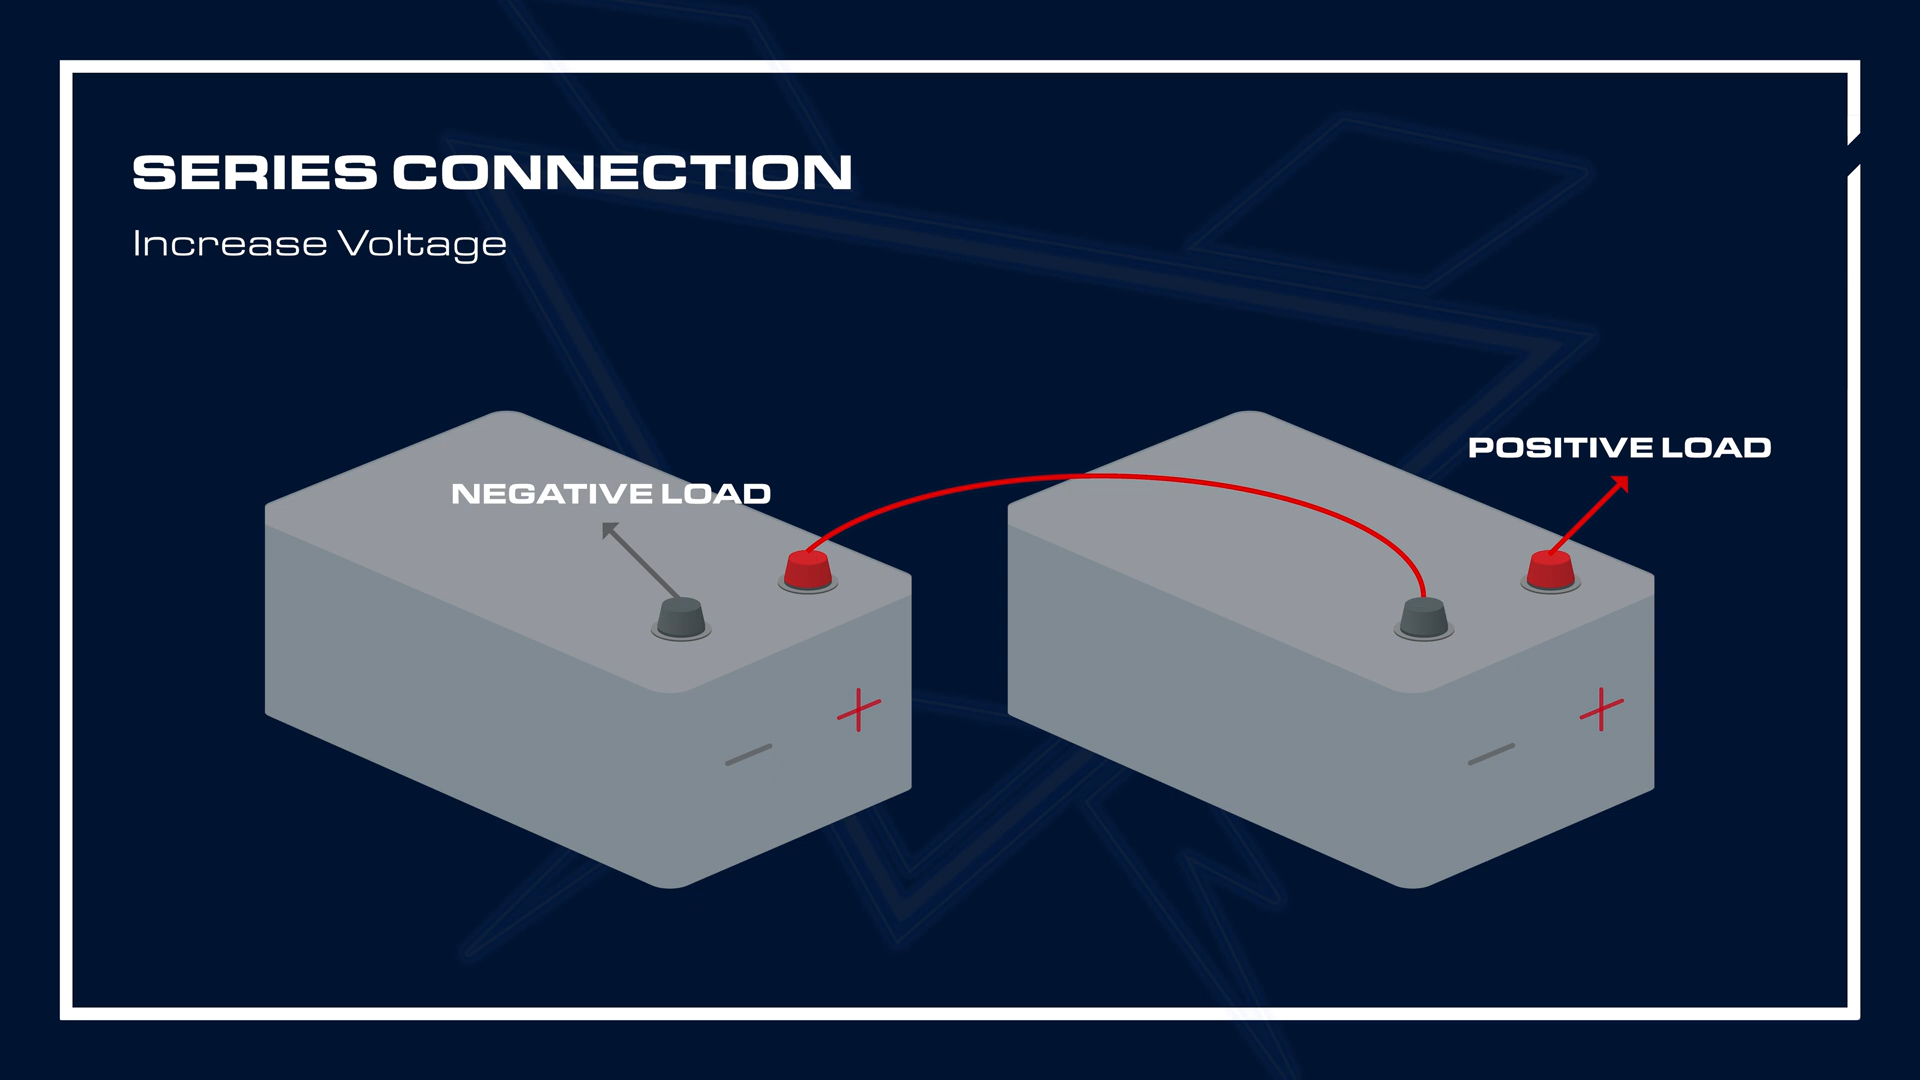 SERIES CONNECTION
Increase Voltage
POSITIVE LOAD
NEGATIVE LOAD
+
-
+
-